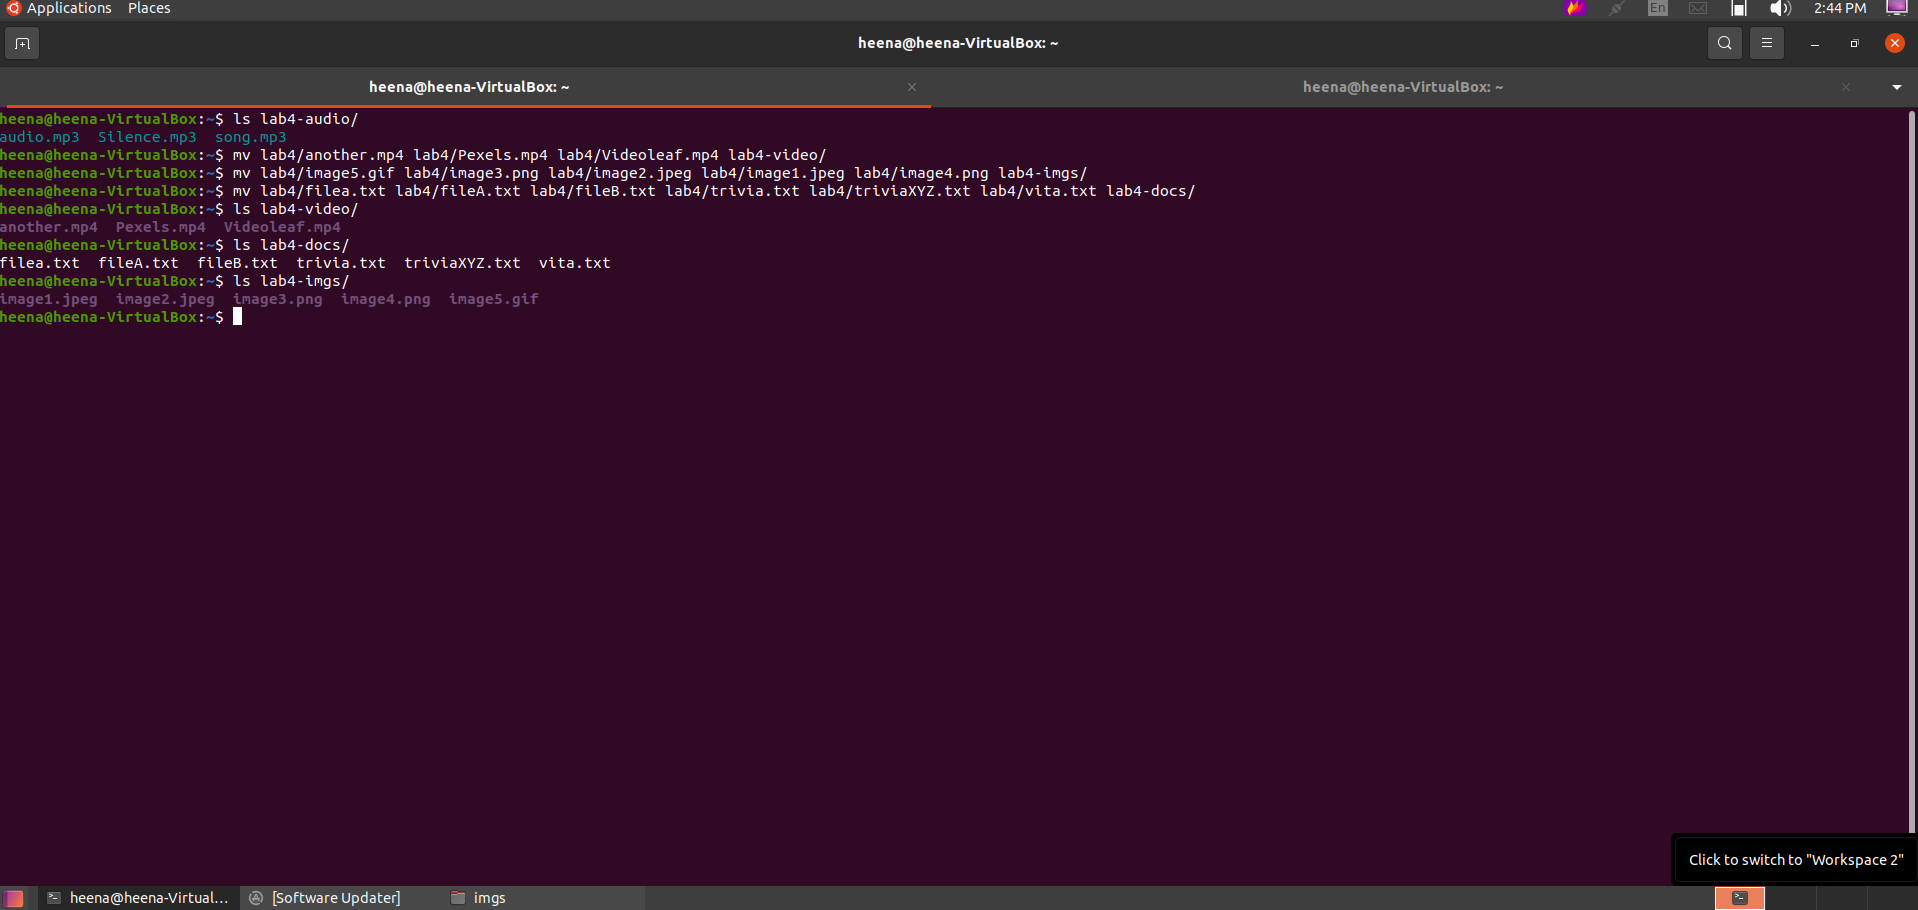 Applications Places En 2:44 PM
heena@heena-VirtualBox: ~
heena@heena-VirtualBox: ~ heena@heena-VirtualBox: ~
heena@heena-VirtualBox:~$ ls lab4-audio/
audio.mp3  Silence.mp3  song.mp3
heena@heena-VirtualBox:~$ mv lab4/another.mp4 lab4/Pexels.mp4 lab4/Videoleaf.mp4 lab4-video/
heena@heena-VirtualBox:~$ mv lab4/image5.gif lab4/image3.png lab4/image2.jpeg lab4/image1.jpeg lab4/image4.png lab4-imgs/
heena@heena-VirtualBox:~$ mv lab4/filea.txt lab4/fileA.txt lab4/fileB.txt lab4/trivia.txt lab4/triviaXYZ.txt lab4/vita.txt lab4-docs/
heena@heena-VirtualBox:~$ ls lab4-video/
another.mp4  Pexels.mp4  Videoleaf.mp4
heena@heena-VirtualBox:~$ ls lab4-docs/
filea.txt  fileA.txt  fileB.txt  trivia.txt  triviaXYZ.txt  vita.txt
heena@heena-VirtualBox:~$ ls lab4-imgs/
image1.jpeg  image2.jpeg  image3.png  image4.png  image5.gif
heena@heena-VirtualBox:~$
Click to switch to "Workspace 2"
heena@heena-Virtual... [Software Updater] imgs